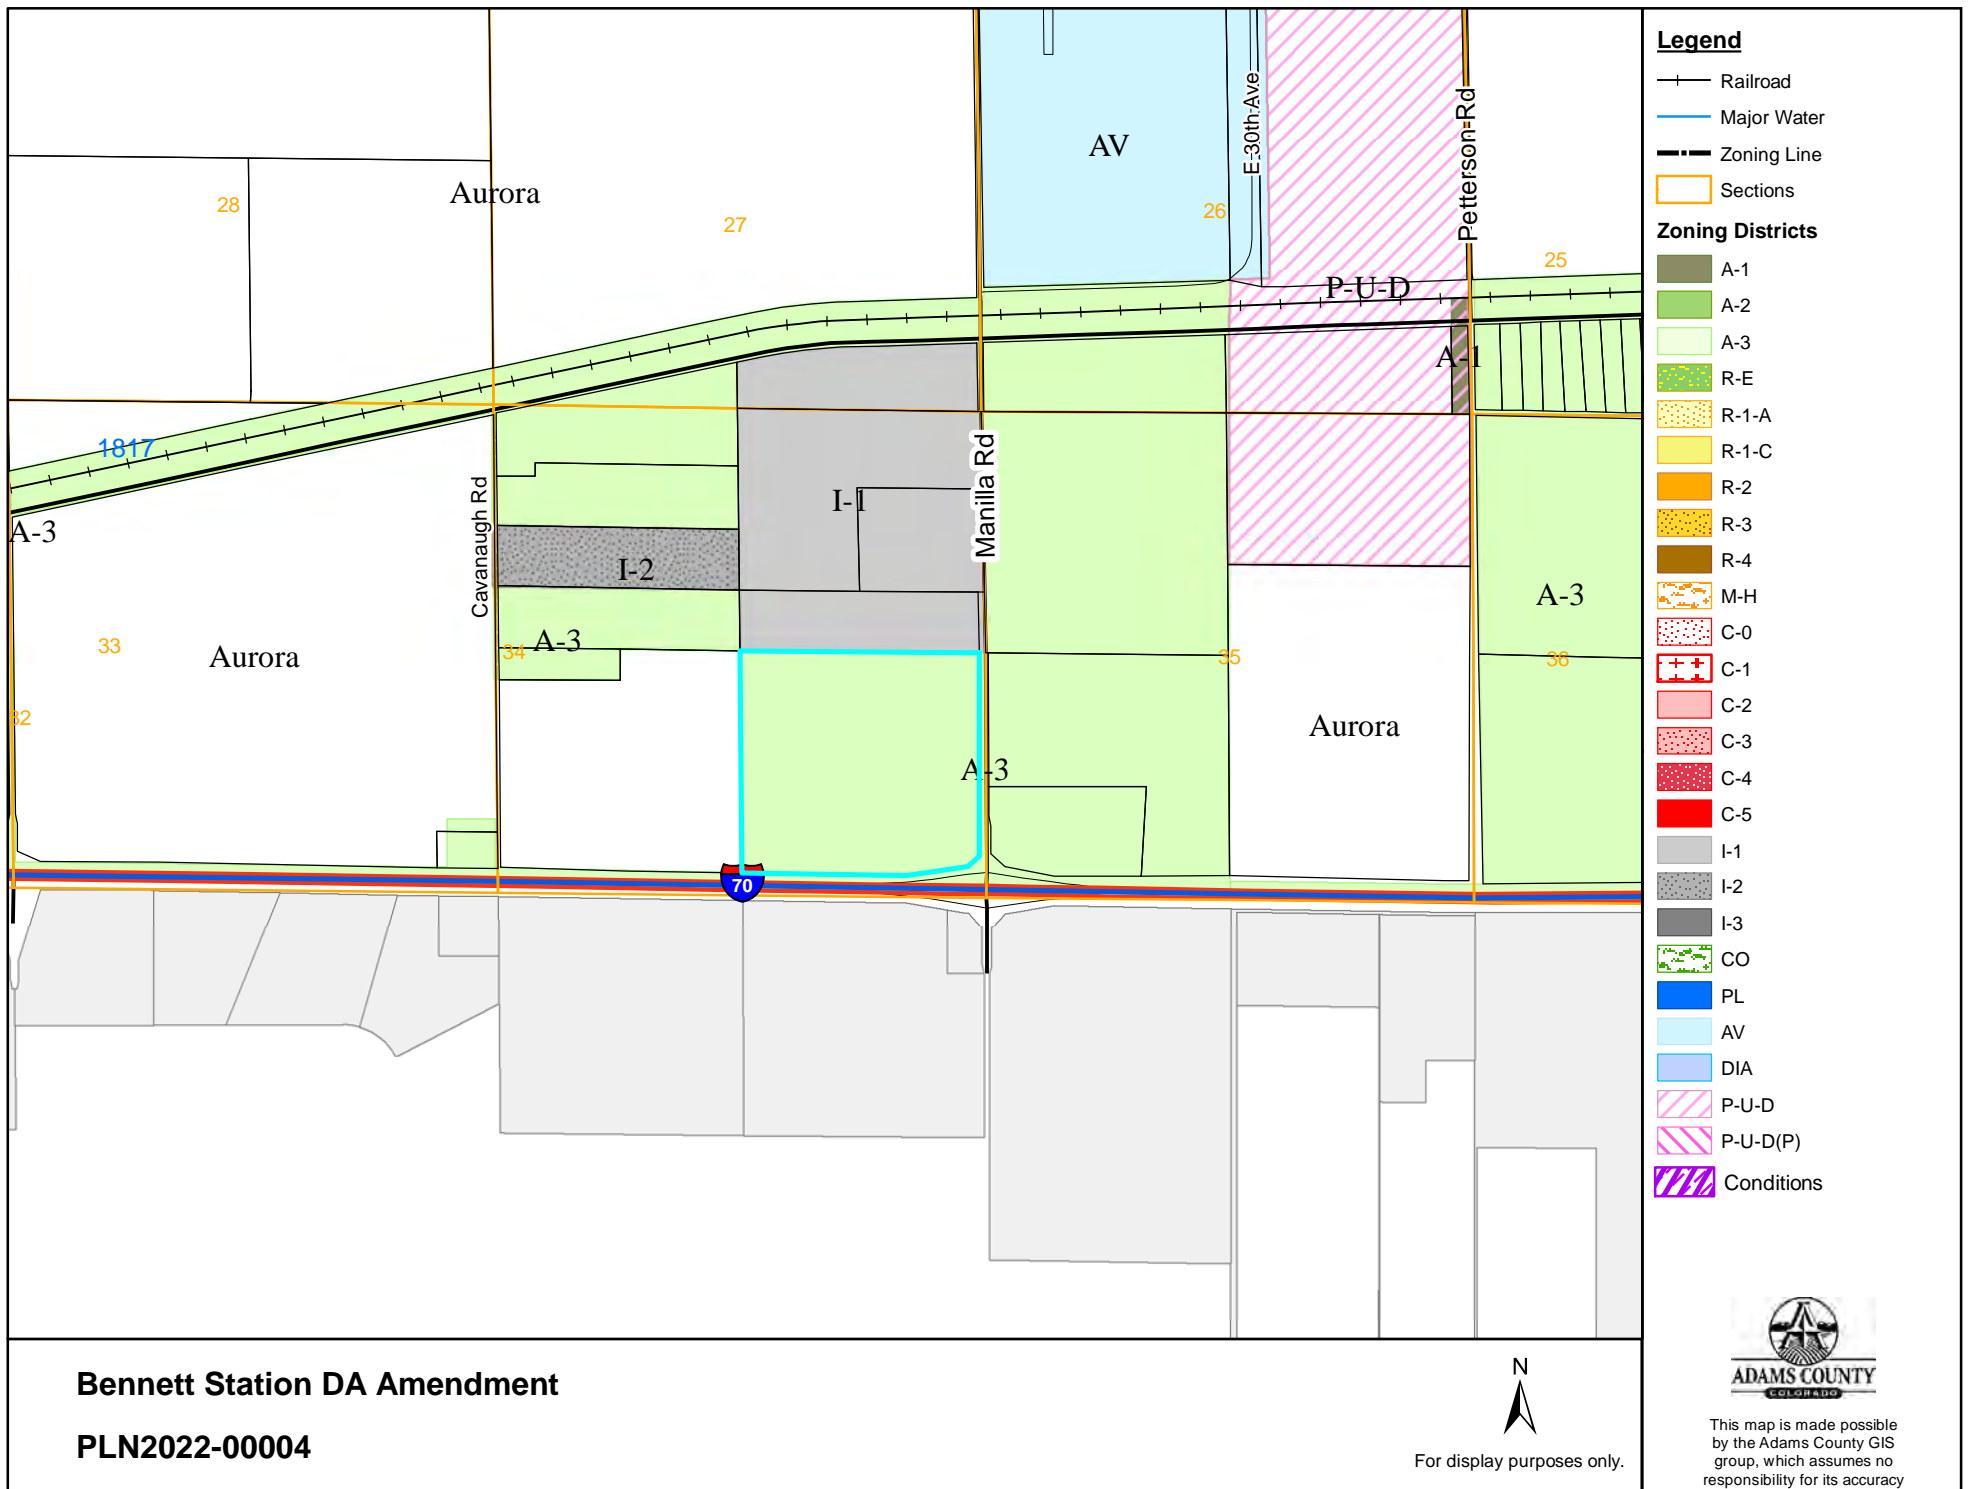 AV
E 30th Ave
Petterson Rd
Aurora
28
27
26
25
P-U-D
A-1
1817
A-3
Cavanaugh Rd
I-1
Manilla Rd
I-2
A-3
33
Aurora
34
A-3
35
36
32
Aurora
A-3
70
Legend
Railroad
Major Water
Zoning Line
Sections
Zoning Districts
A-1
A-2
A-3
R-E
R-1-A
R-1-C
R-2
R-3
R-4
M-H
C-0
C-1
C-2
C-3
C-4
C-5
I-1
I-2
I-3
CO
PL
AV
DIA
P-U-D
P-U-D(P)
Conditions
Bennett Station DA Amendment
PLN2022-00004
N
For display purposes only.
ADAMS COUNTY
COLORADO
This map is made possible
by the Adams County GIS
group, which assumes no
responsibility for its accuracy